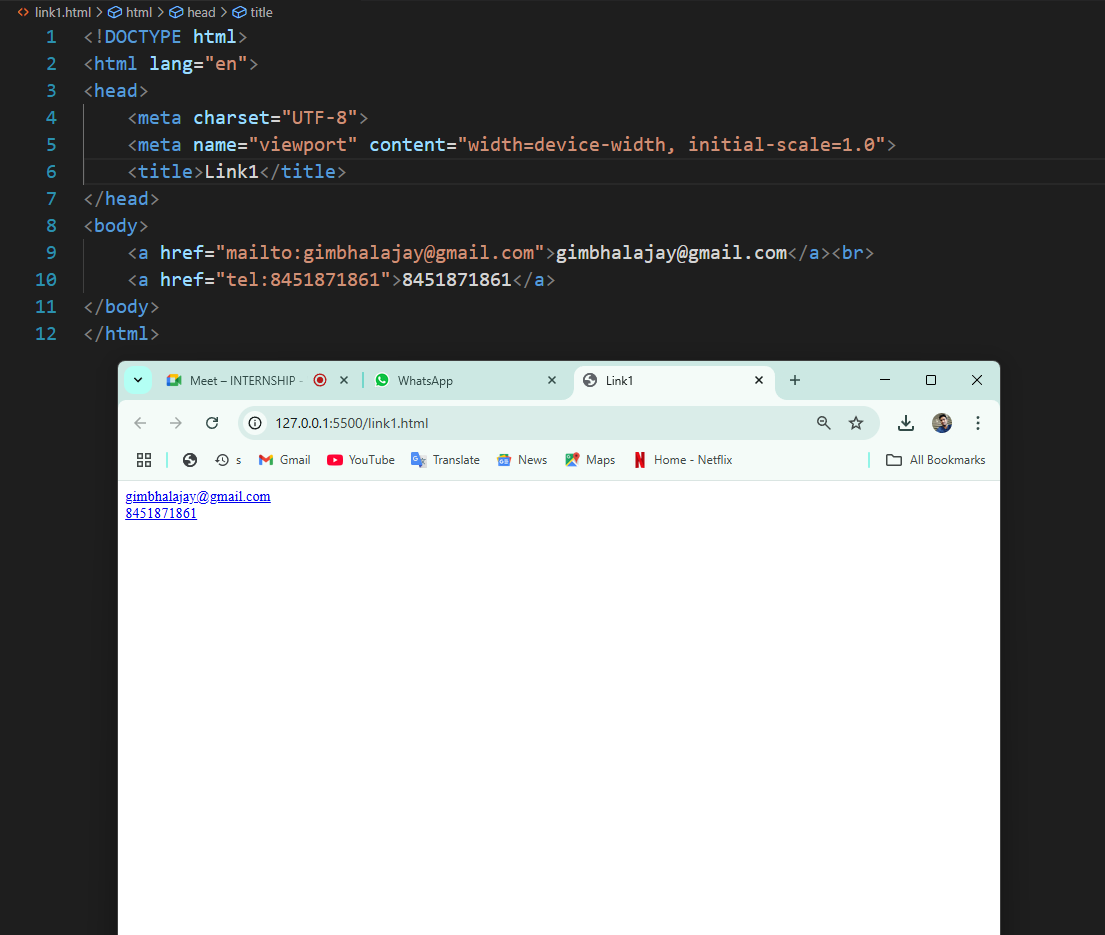 link1.html > html > head > title
1 <!DOCTYPE html>
2 <html lang="en">
3 <head>
4 <meta charset="UTF-8">
5 <meta name="viewport" content="width=device-width, initial-scale=1.0">
6 <title>Link1</title>
7 </head>
8 <body>
9 <a href="mailto:gimbhalajay@gmail.com">gimbhalajay@gmail.com</a><br>
10 <a href="tel:8451871861">8451871861</a>
11 </body>
12 </html>
Meet – INTERNSHIP - WhatsApp Link1
127.0.0.1:5500/link1.html
s Gmail YouTube Translate News Maps Home - Netflix All Bookmarks
gimbhalajay@gmail.com
8451871861